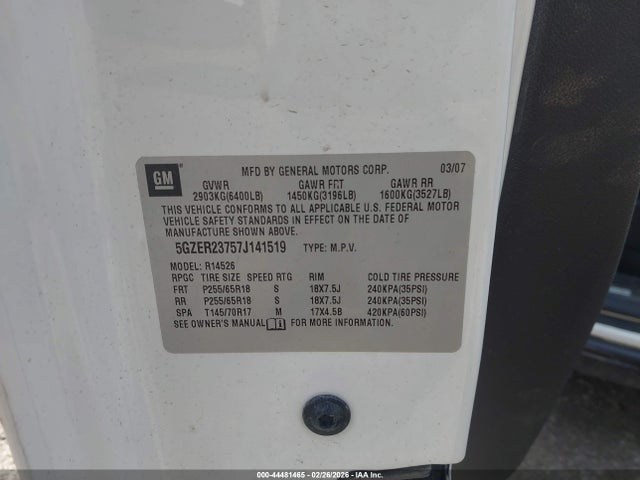 GM
MFD BY GENERAL MOTORS CORP. 03/07
GVWR GAWR FRT GAWR RR
2903KG(6400LB) 1450KG(3196LB) 1600KG(3527LB)
THIS VEHICLE CONFORMS TO ALL APPLICABLE U.S. FEDERAL MOTOR
VEHICLE SAFETY STANDARDS IN EFFECT ON THE DATE OF
MANUFACTURE SHOWN ABOVE.
5GZER23757J141519 TYPE: M.P.V.
MODEL: R14526
RPGC TIRE SIZE SPEED RTG RIM COLD TIRE PRESSURE
FRT P255/65R18 S 18X7.5J 240KPA(35PSI)
RR P255/65R18 S 18X7.5J 240KPA(35PSI)
SPA T145/70R17 M 17X4.5B 420KPA(60PSI)
SEE OWNER'S MANUAL FOR MORE INFORMATION.
000-44481465 02/26/2026 IAA Inc.